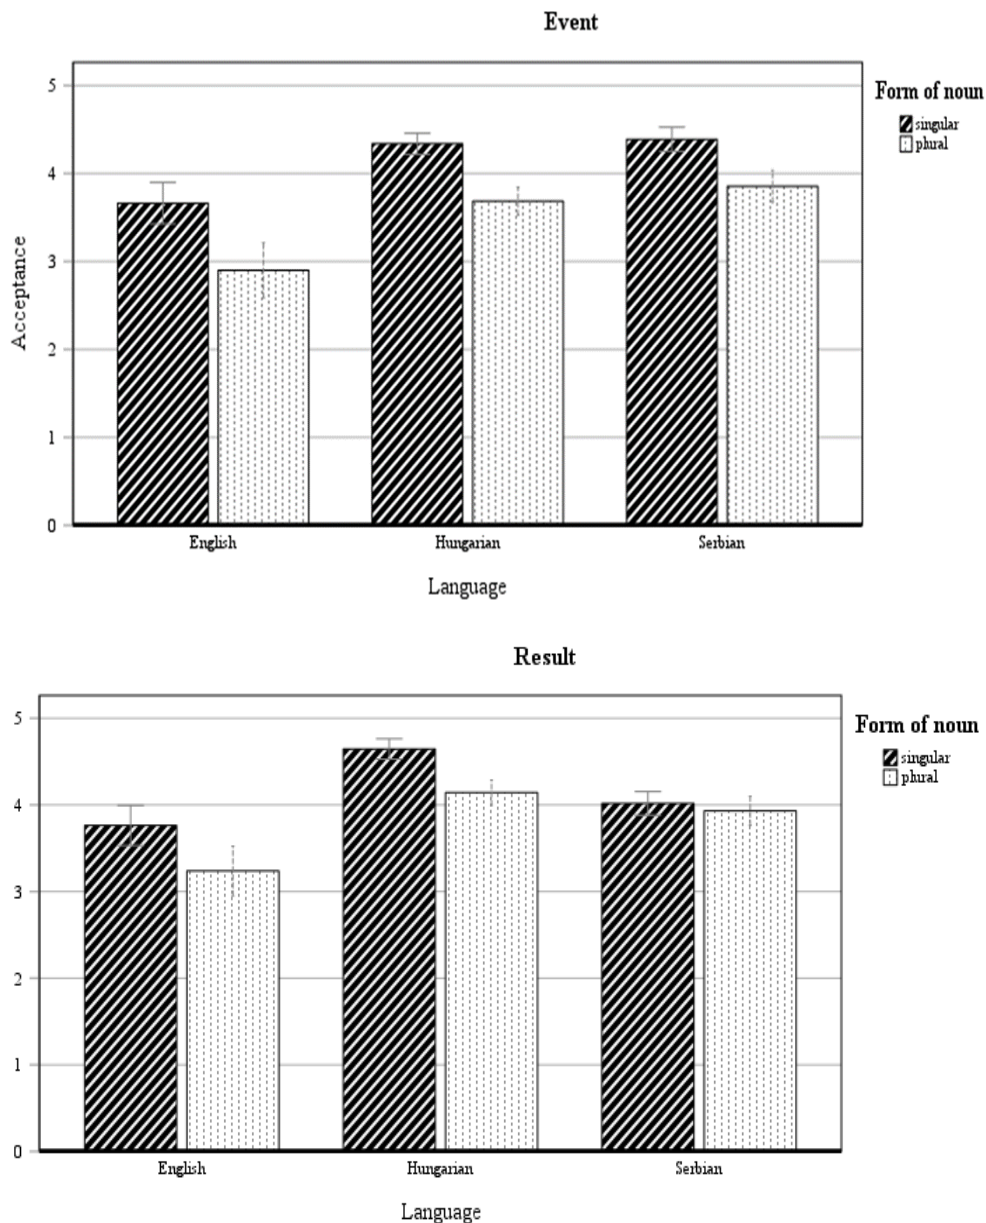 Event
5
4
3
2
1
0
Acceptance
English
Hungarian
Serbian
Language
Form of noun
singular
plural
Result
5
4
3
2
1
0
English
Hungarian
Serbian
Language
Form of noun
singular
plural